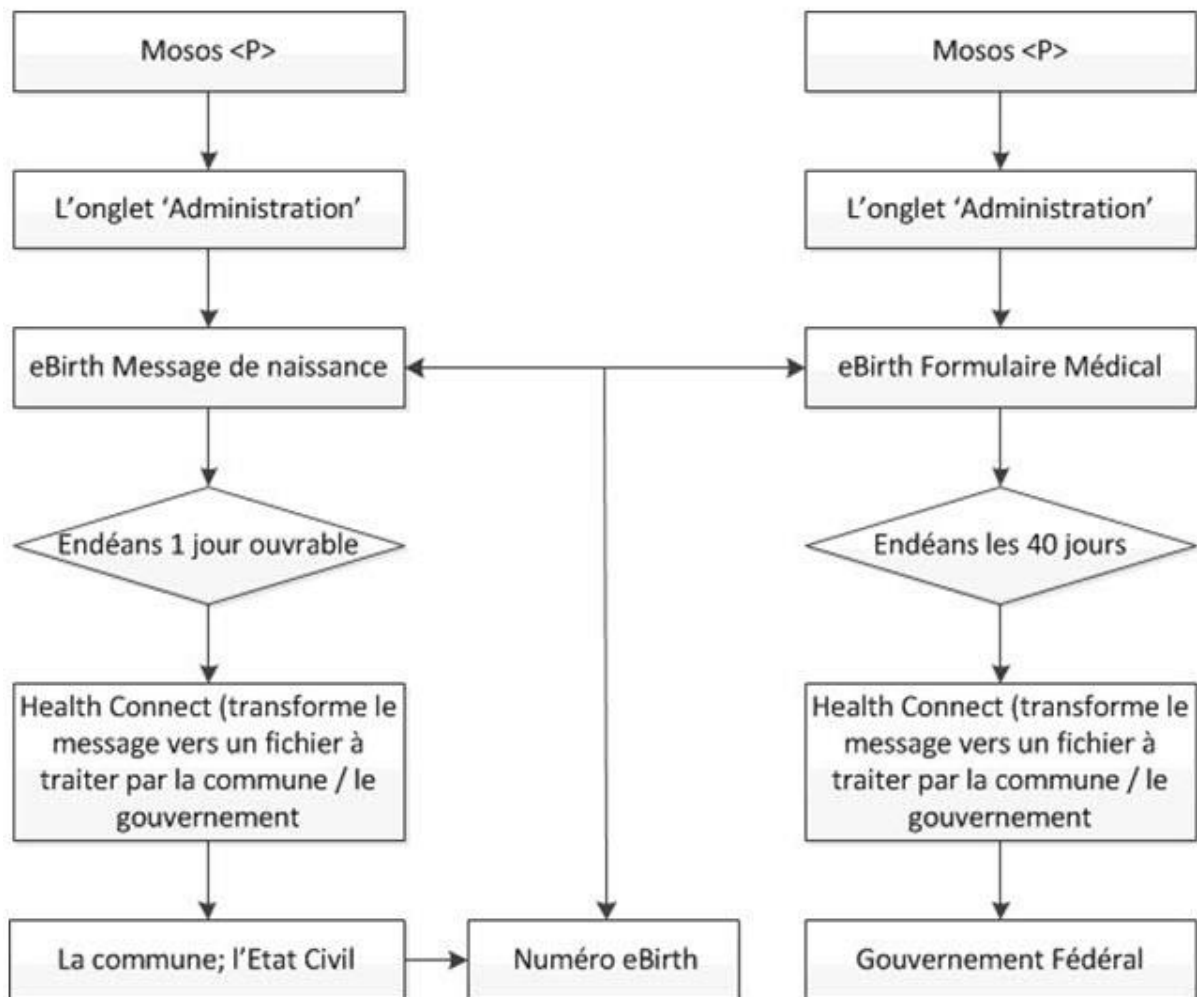 Mosos <P>
L'onglet 'Administration'
eBirth Message de naissance
Endéans 1 jour ouvrable
Health Connect (transforme le
message vers un fichier à
traiter par la commune / le
gouvernement
La commune; l'Etat Civil
Numéro eBirth
Mosos <P>
L'onglet 'Administration'
eBirth Formulaire Médical
Endéans les 40 jours
Health Connect (transforme le
message vers un fichier à
traiter par la commune / le
gouvernement
Gouvernement Fédéral